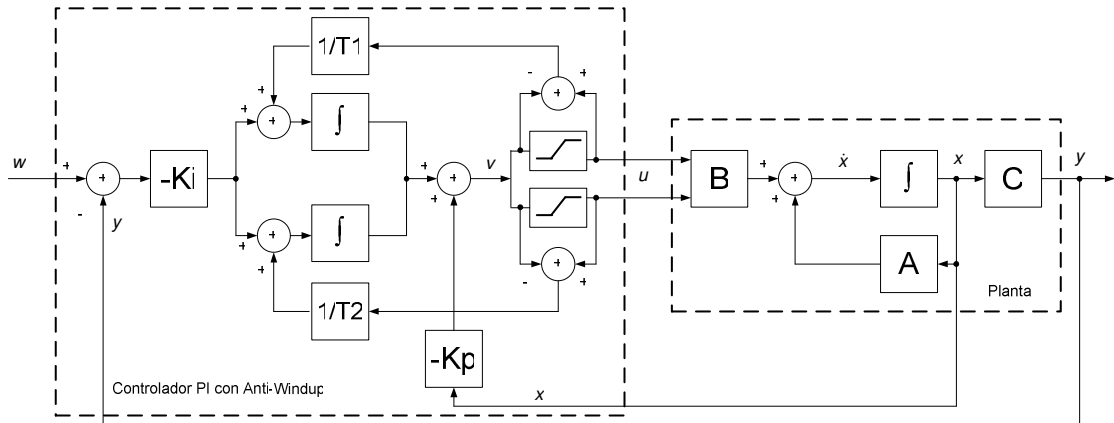 1/T1
+
-
+
+
+
+
∫
w
+
+
-
y
-Ki
+
+
v
u
B
+
+
+
ẋ
∫
x
C
y
+
+
+
∫
-
+
+
A
1/T2
Planta
-Kp
Controlador PI con Anti-Windup
x